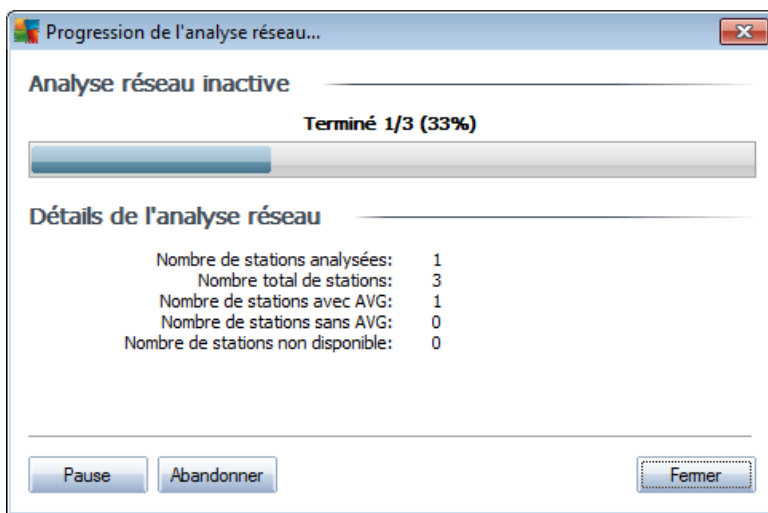 Progression de l'analyse réseau...
Analyse réseau inactive
Terminé 1/3 (33%)
Détails de l'analyse réseau
Nombre de stations analysées: 1
Nombre total de stations: 3
Nombre de stations avec AVG: 1
Nombre de stations sans AVG: 0
Nombre de stations non disponible: 0
Pause Abandonner Fermer